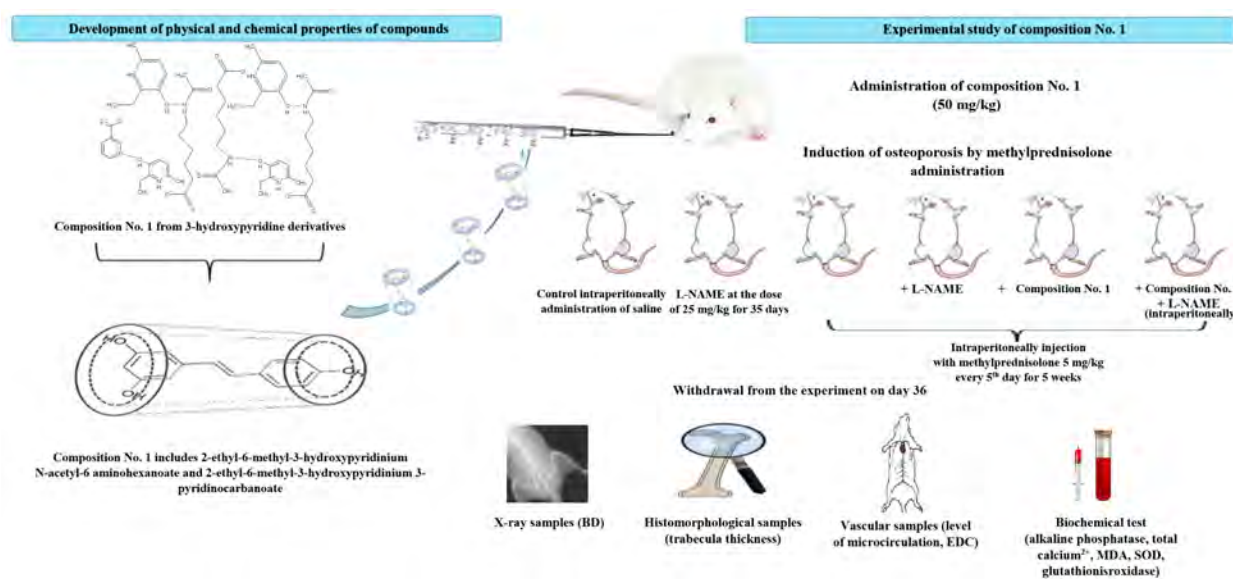 Development of physical and chemical properties of compounds
Experimental study of composition No. 1
Composition No. 1 from 3-hydroxypyridine derivatives
Composition No. 1 includes 2-ethyl-6-methyl-3-hydroxypyridinium
N-acetyl-6 aminohexanoate and 2-ethyl-6-methyl-3-hydroxypyridinium 3-
pyridinocarbanoate
Administration of composition No. 1
(50 mg/kg)
Induction of osteoporosis by methylprednisolone
administration
Control intraperitoneally
administration of saline
L-NAME at the dose
of 25 mg/kg for 35 days
+ L-NAME
+ Composition No. 1
+ Composition No.
+ L-NAME
(intraperitoneally
Intraperitoneally injection
with methylprednisolone 5 mg/kg
every 5th day for 5 weeks
Withdrawal from the experiment on day 36
X-ray samples (BD)
Histomorphological samples
(trabecula thickness)
Vascular samples (level
of microcirculation, EDC)
Biochemical test
(alkaline phosphatase, total
calcium2+, MDA, SOD,
glutathionisroxidase)